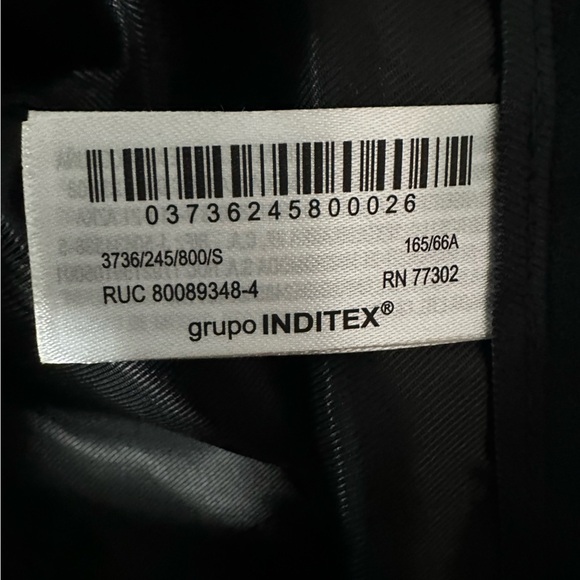 03736245800026
3736/245/800/S 165/66A
RUC 80089348-4 RN 77302
grupo INDITEX®